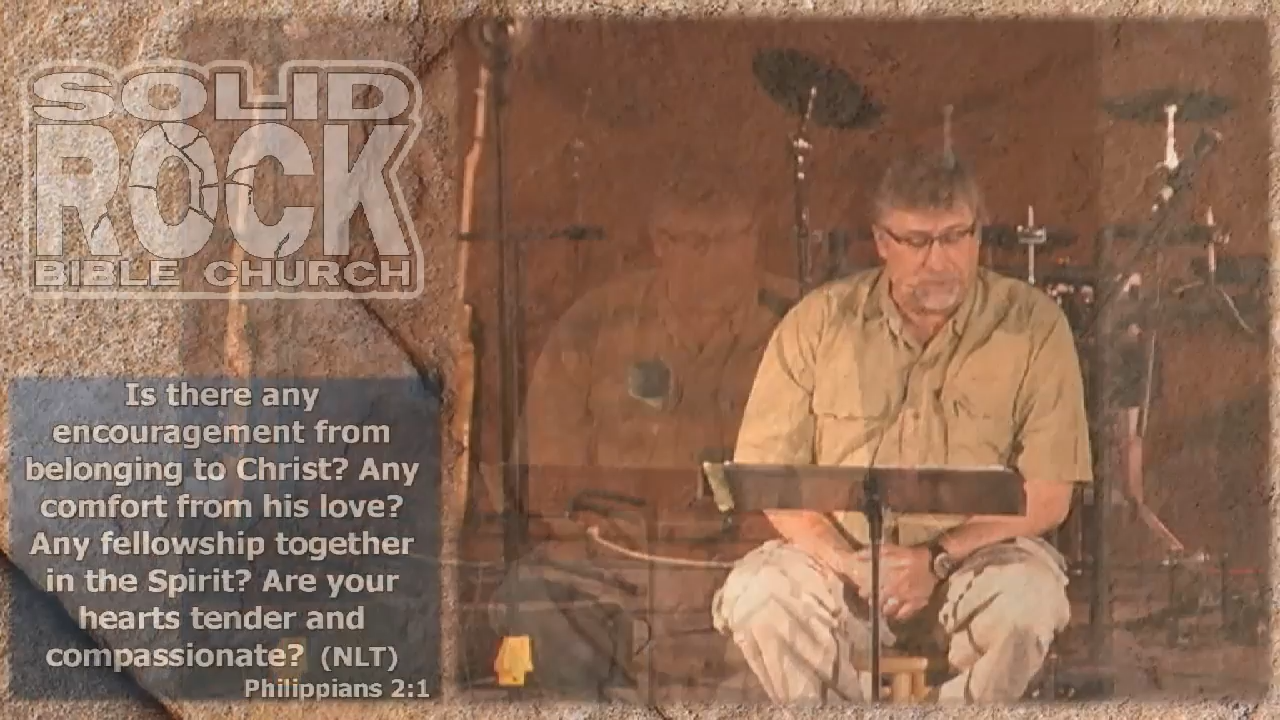 SOLID
ROCK
BIBLE CHURCH
Is there any
encouragement from
belonging to Christ? Any
comfort from his love?
Any fellowship together
in the Spirit? Are your
hearts tender and
compassionate? (NLT)
Philippians 2:1